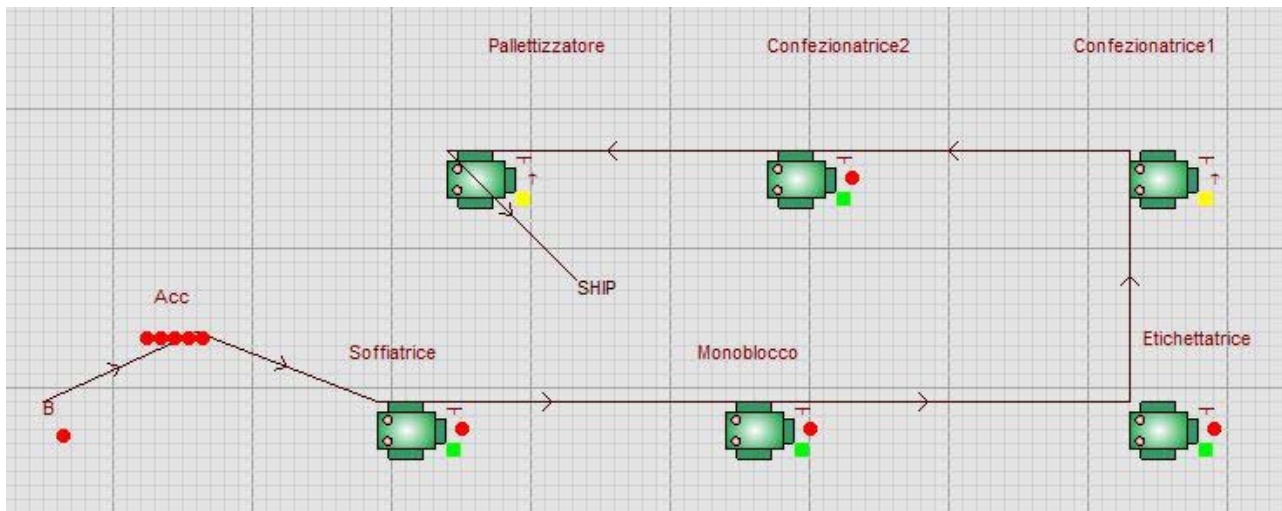 Pallettizzatore Confezionatrice2 Confezionatrice1
SHIP
Acc
Soffiatrice Monoblocco Etichettatrice
B